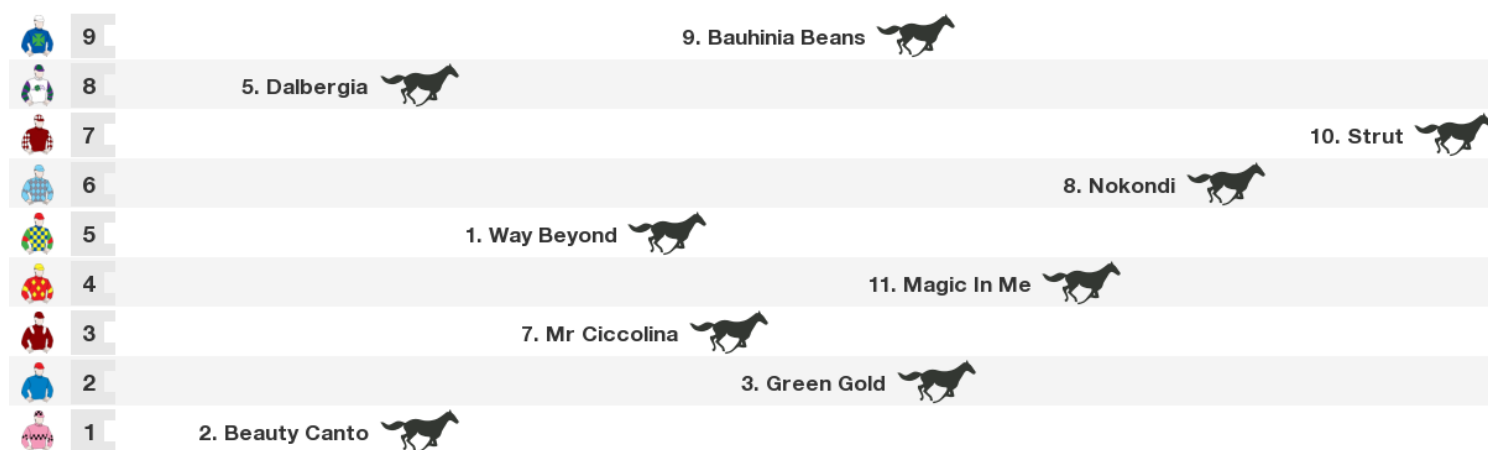 9 9. Bauhinia Beans
8 5. Dalbergia
7 10. Strut
6 8. Nokondi
5 1. Way Beyond
4 11. Magic In Me
3 7. Mr Ciccolina
2 3. Green Gold
1 2. Beauty Canto